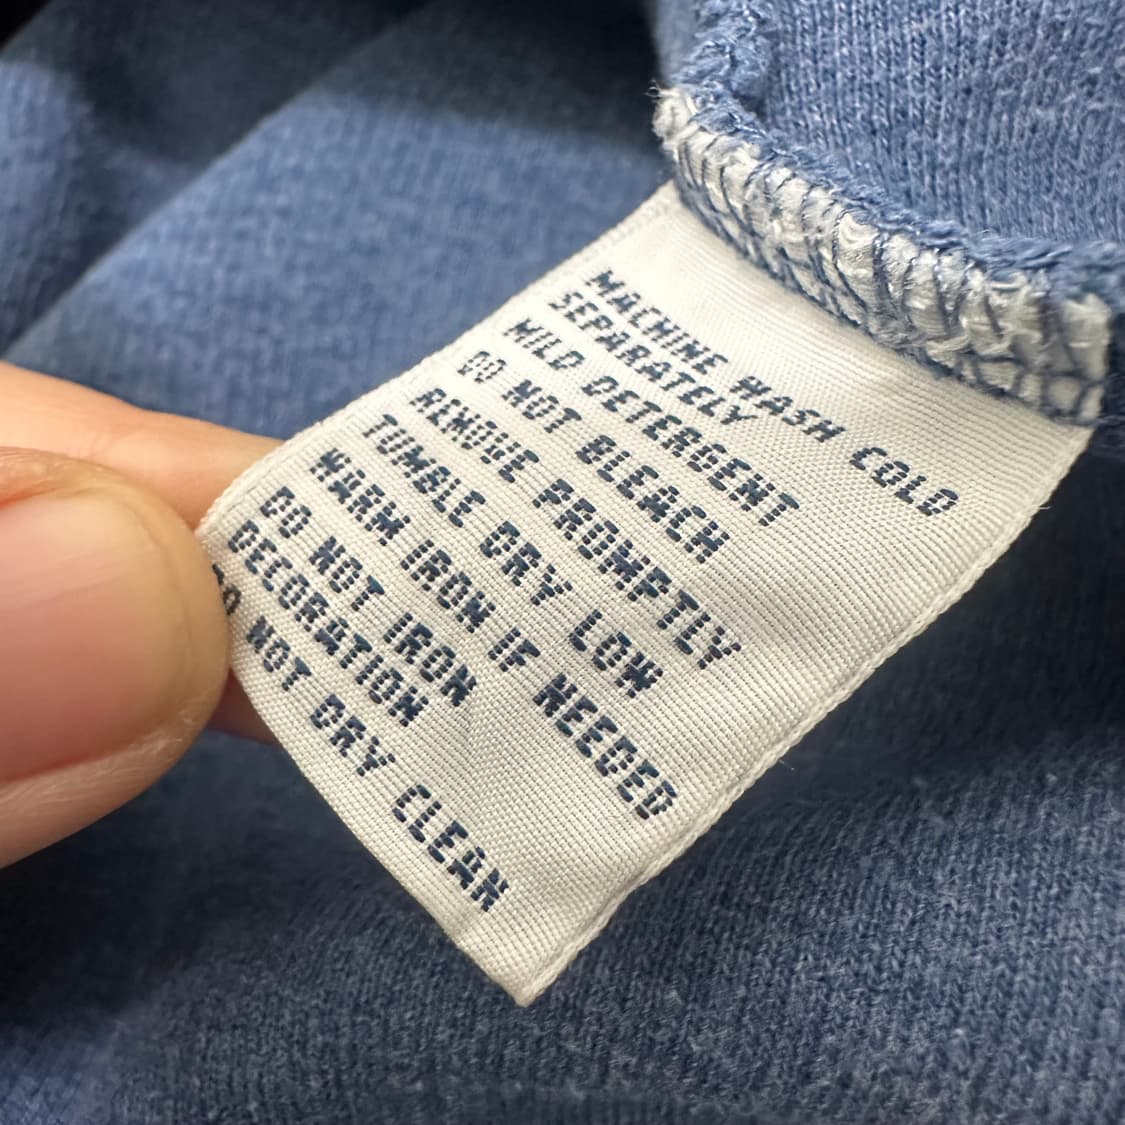 MACHINE WASH COLD
SEPARATELY
MILD DETERGENT
DO NOT BLEACH
REMOVE PROMPTLY
TUMBLE DRY LOW
WARM IRON IF NEEDED
DO NOT IRON
DECORATION
DO NOT DRY CLEAN